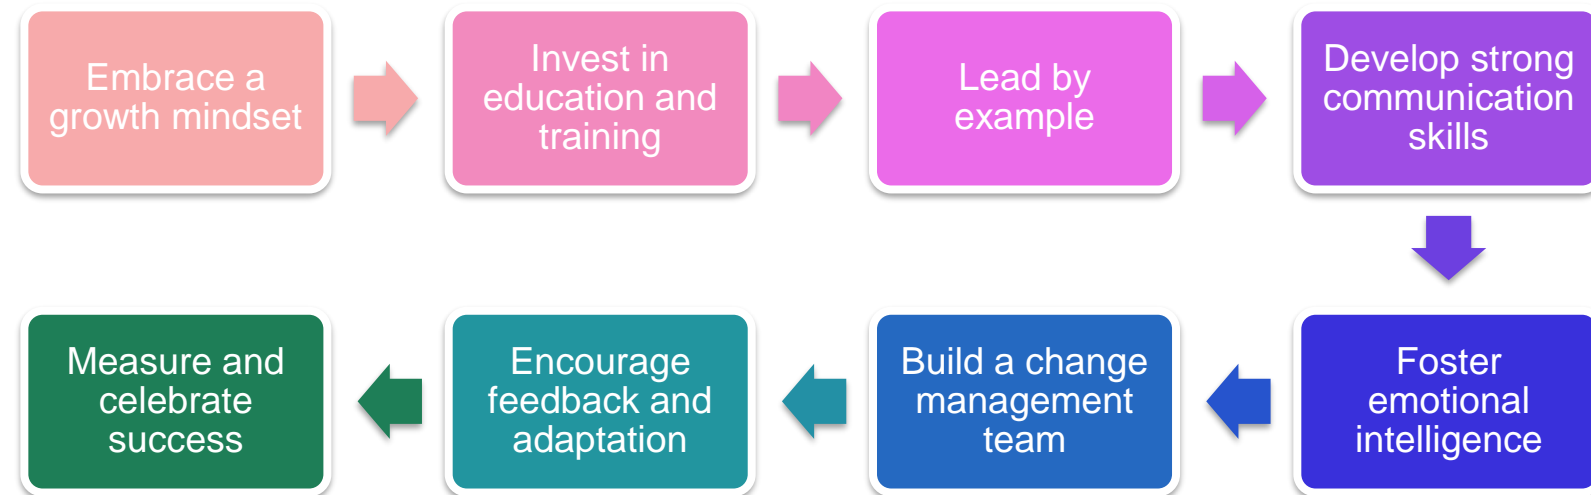 Embrace a
growth mindset
Invest in
education and
training
Lead by
example
Develop strong
communication
skills
Foster
emotional
intelligence
Build a change
management
team
Encourage
feedback and
adaptation
Measure and
celebrate
success